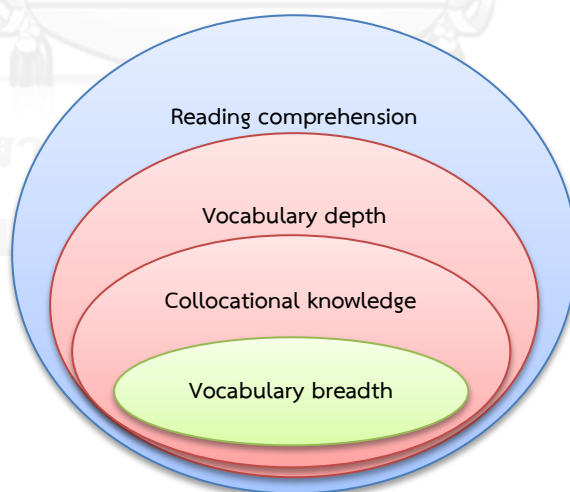 Reading comprehension
Vocabulary depth
Collocational knowledge
Vocabulary breadth